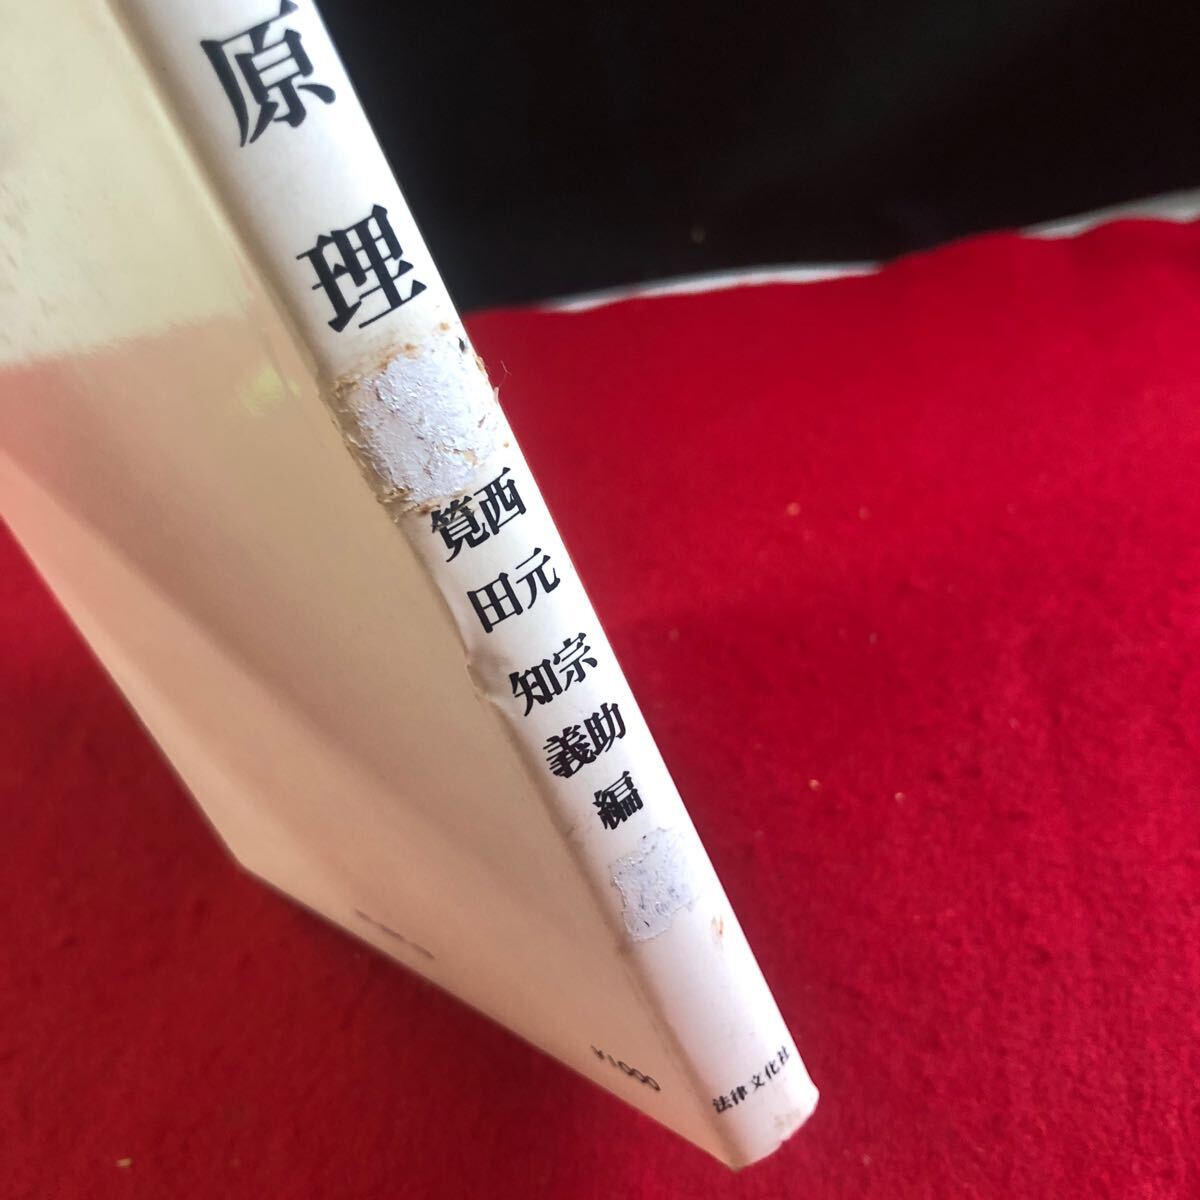 原理
西元宗助
筧田知義
編
法律文化社
¥1000